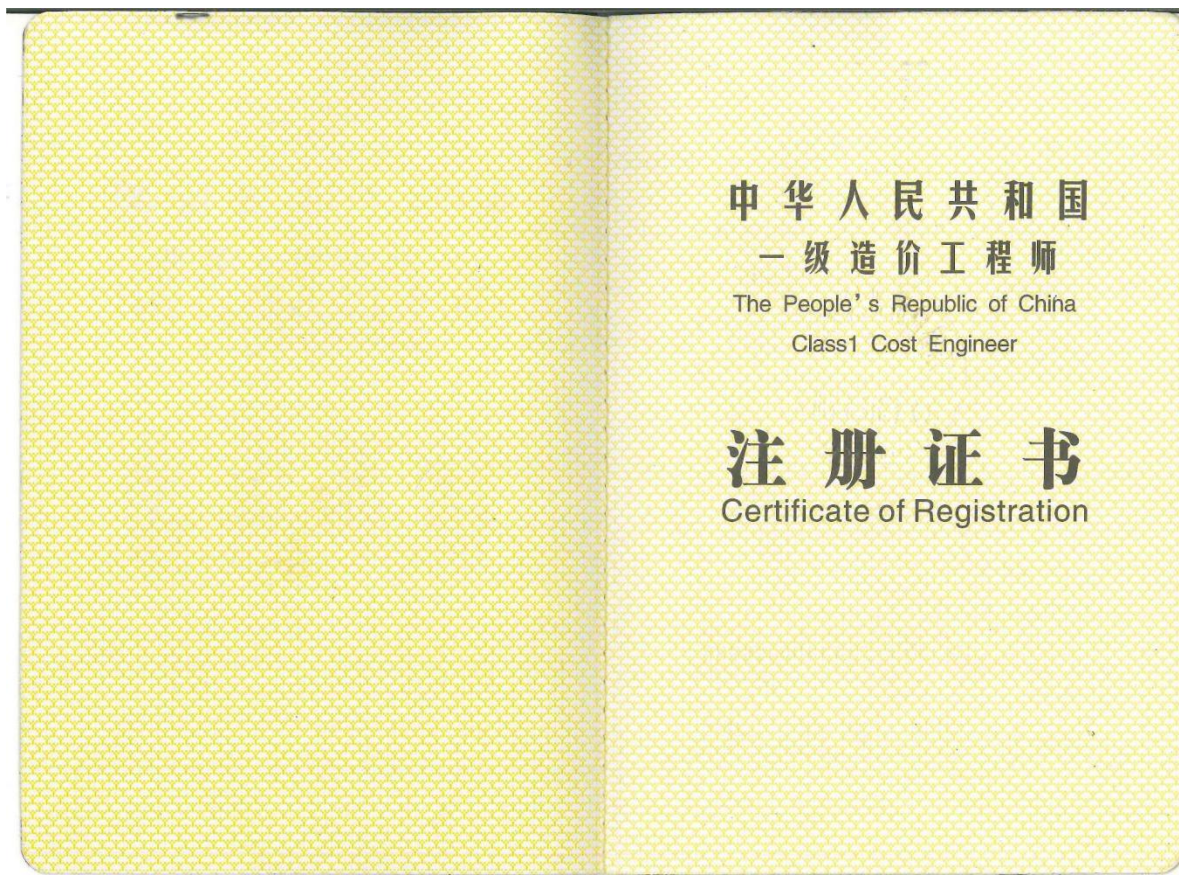 中华人民共和国
一级造价工程师
The People's Republic of China
Class1 Cost Engineer
注册证书
Certificate of Registration